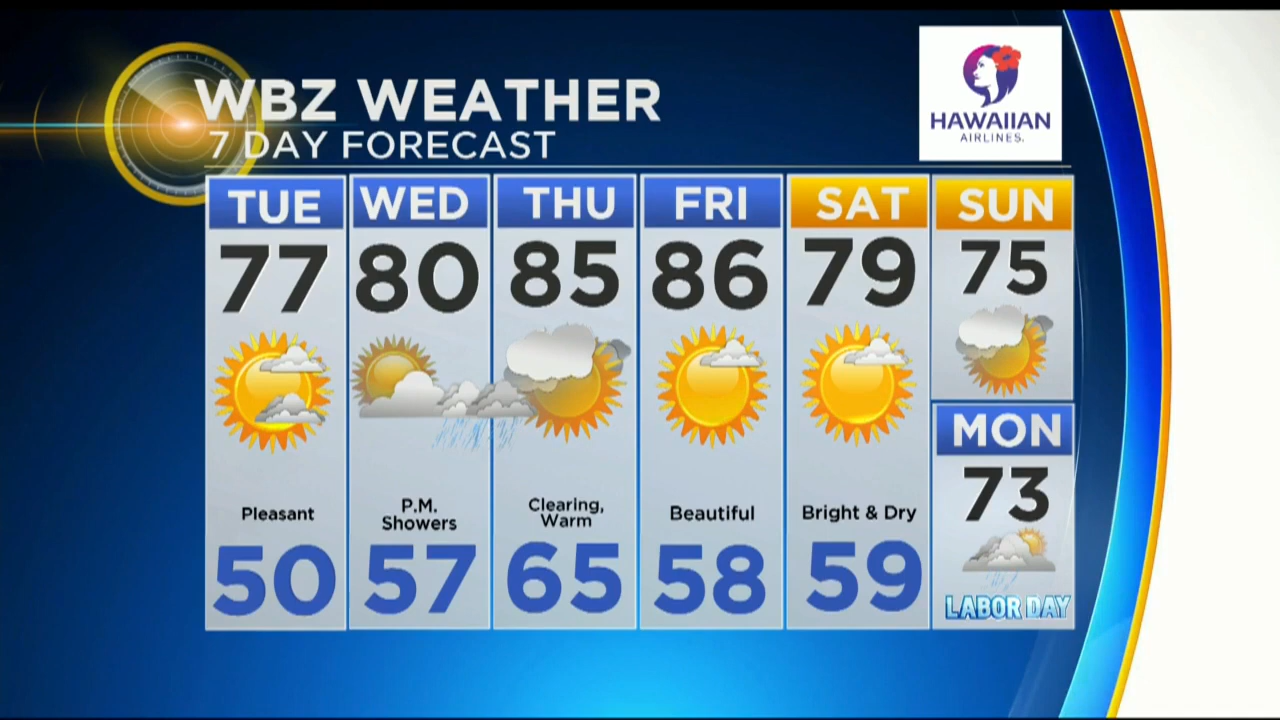 WBZ WEATHER
7 DAY FORECAST
HAWAIIAN
AIRLINES.
TUE
77
Pleasant
50
WED
80
P.M.
Showers
57
THU
85
Clearing,
Warm
65
FRI
86
Beautiful
58
SAT
79
Bright & Dry
59
SUN
75
MON
73
LABOR DAY